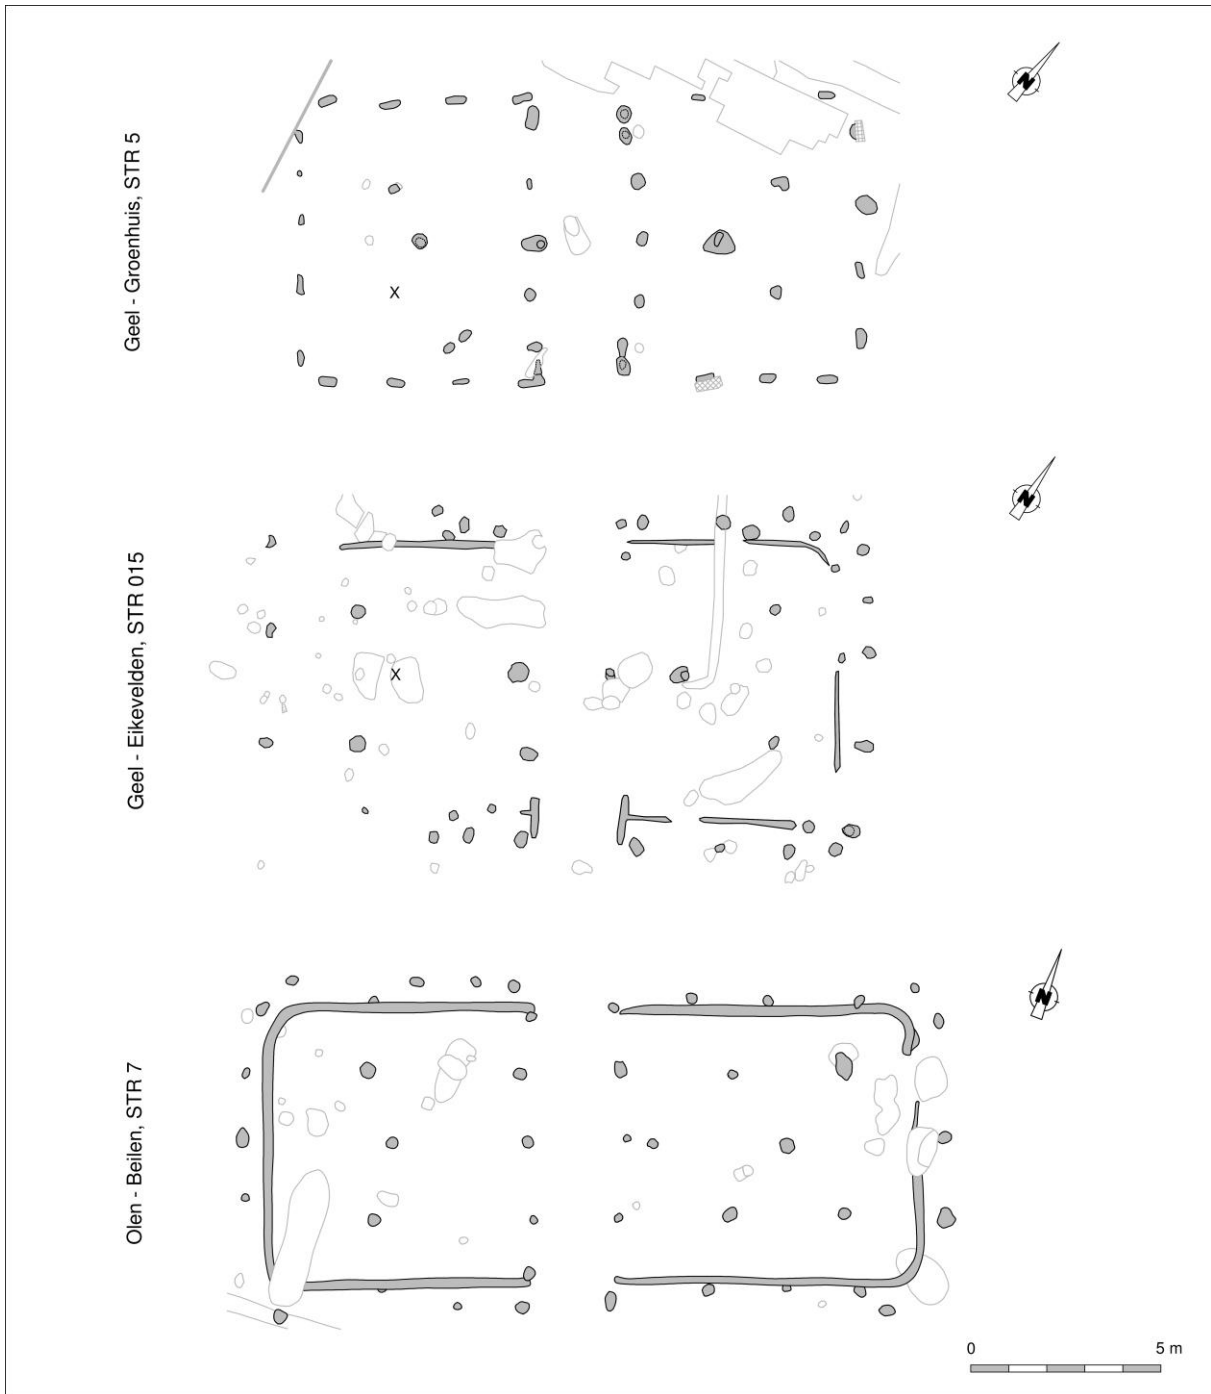 Geel - Groenhuis, STR 5
N
X
Geel - Eikevelden, STR 015
N
X
Olen - Beilen, STR 7
N
0 5 m